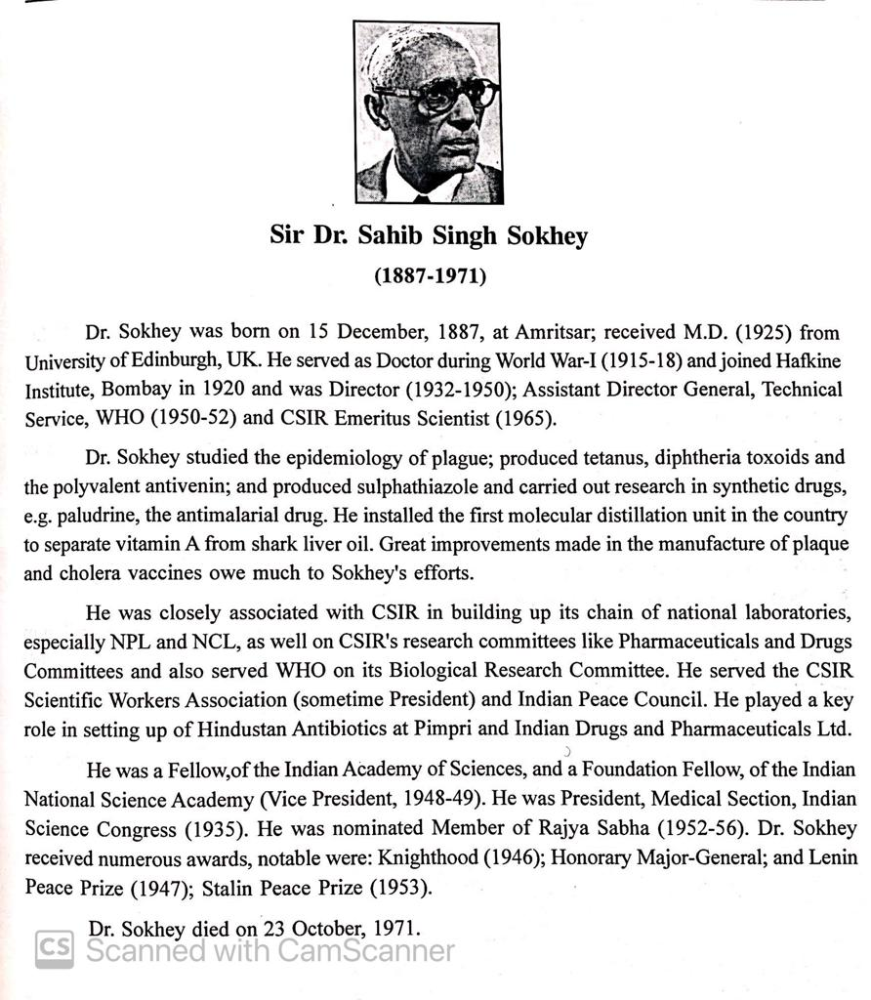 Sir Dr. Sahib Singh Sokhey
(1887-1971)
Dr. Sokhey was born on 15 December, 1887, at Amritsar; received M.D. (1925) from
University of Edinburgh, UK. He served as Doctor during World War-I (1915-18) and joined Hafkine
Institute, Bombay in 1920 and was Director (1932-1950); Assistant Director General, Technical
Service, WHO (1950-52) and CSIR Emeritus Scientist (1965).
Dr. Sokhey studied the epidemiology of plague; produced tetanus, diphtheria toxoids and
the polyvalent antivenin; and produced sulphathiazole and carried out research in synthetic drugs,
e.g. paludrine, the antimalarial drug. He installed the first molecular distillation unit in the country
to separate vitamin A from shark liver oil. Great improvements made in the manufacture of plaque
and cholera vaccines owe much to Sokhey's efforts.
He was closely associated with CSIR in building up its chain of national laboratories,
especially NPL and NCL, as well on CSIR's research committees like Pharmaceuticals and Drugs
Committees and also served WHO on its Biological Research Committee. He served the CSIR
Scientific Workers Association (sometime President) and Indian Peace Council. He played a key
role in setting up of Hindustan Antibiotics at Pimpri and Indian Drugs and Pharmaceuticals Ltd.
He was a Fellow,of the Indian Academy of Sciences, and a Foundation Fellow, of the Indian
National Science Academy (Vice President, 1948-49). He was President, Medical Section, Indian
Science Congress (1935). He was nominated Member of Rajya Sabha (1952-56). Dr. Sokhey
received numerous awards, notable were: Knighthood (1946); Honorary Major-General; and Lenin
Peace Prize (1947); Stalin Peace Prize (1953).
Dr. Sokhey died on 23 October, 1971.
CS Scanned with CamScanner